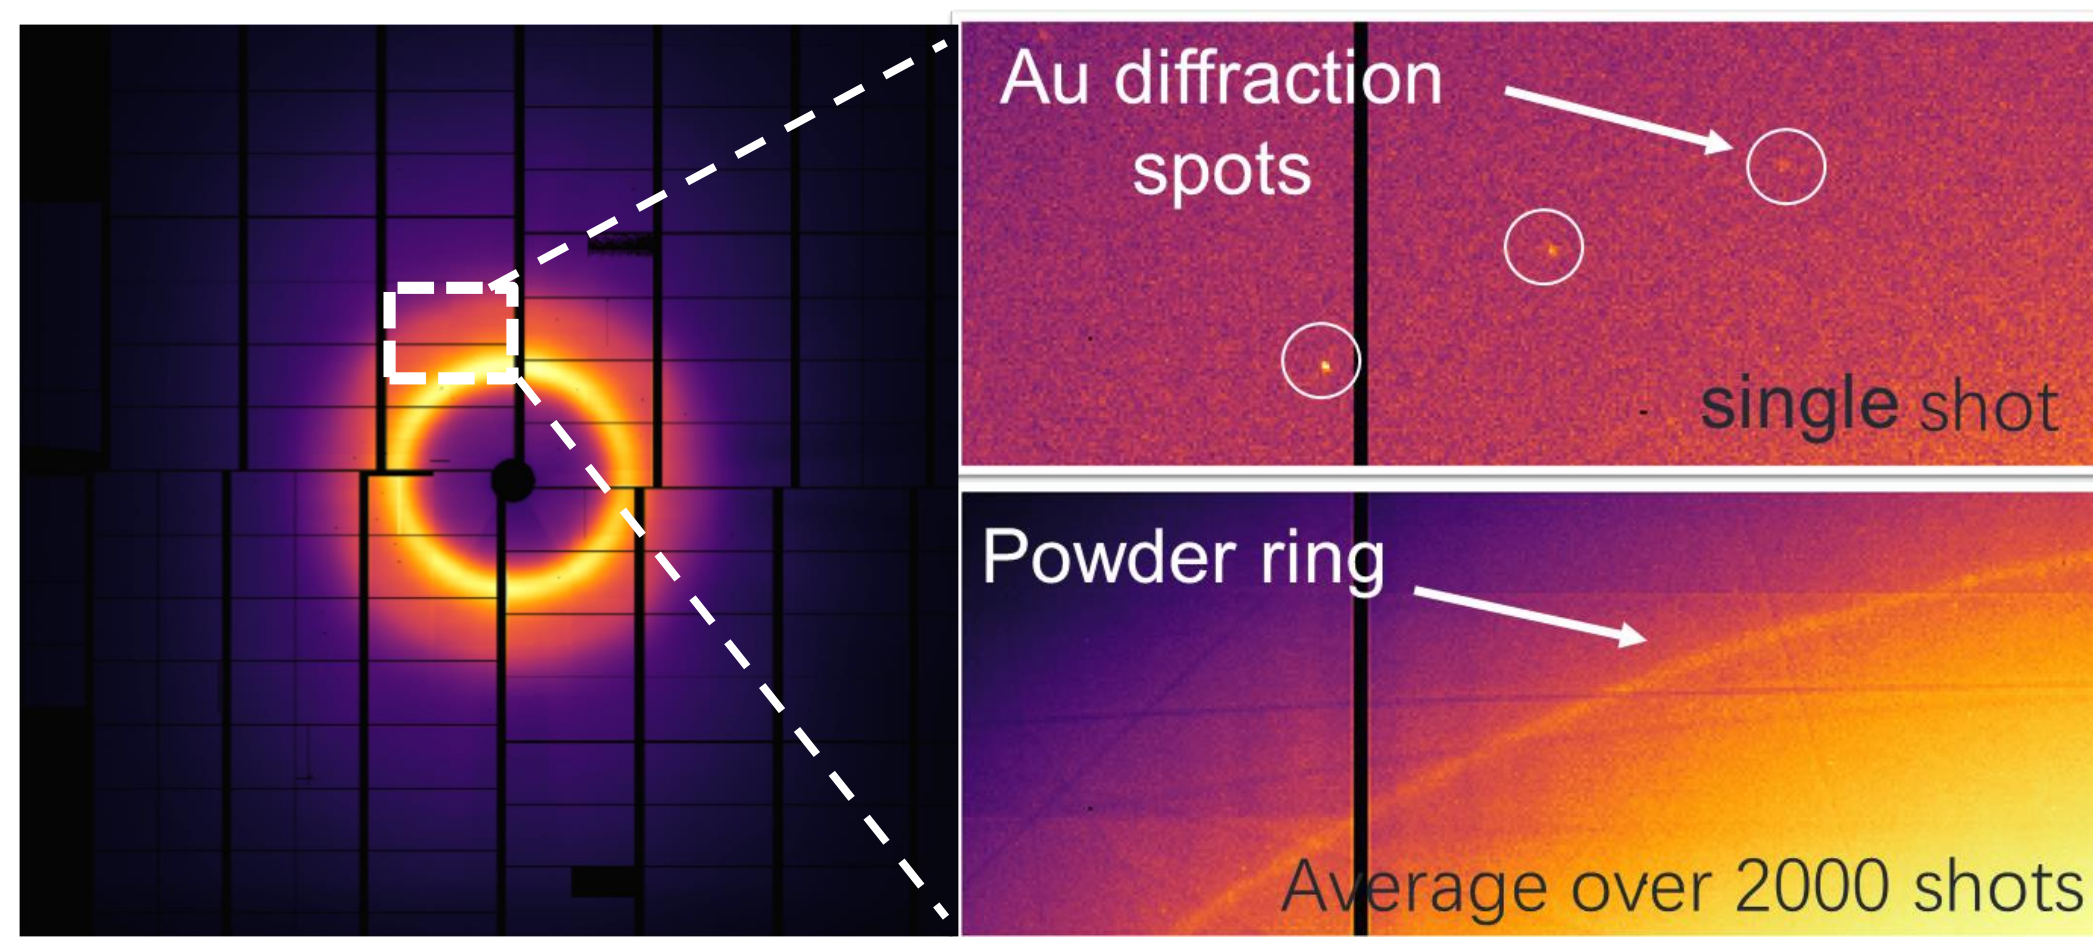 Au diffraction
spots
single shot
Powder ring
Average over 2000 shots